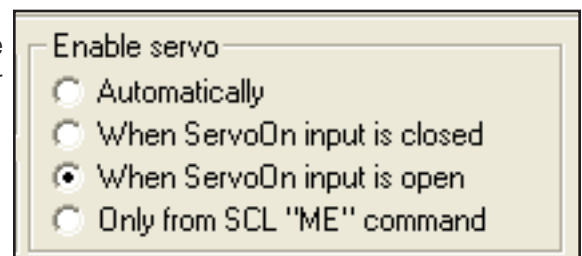 Enable servo
Automatically
When ServoOn input is closed
When ServoOn input is open
Only from SCL "ME" command